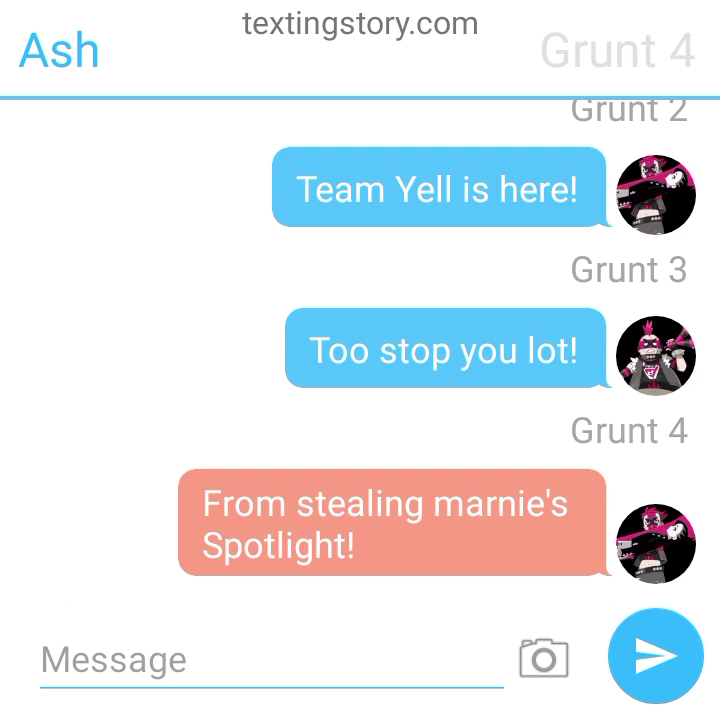 textingstory.com
Ash
Grunt 4
Grunt 2
Team Yell is here!
Grunt 3
Too stop you lot!
Grunt 4
From stealing marnie's
Spotlight!
Message